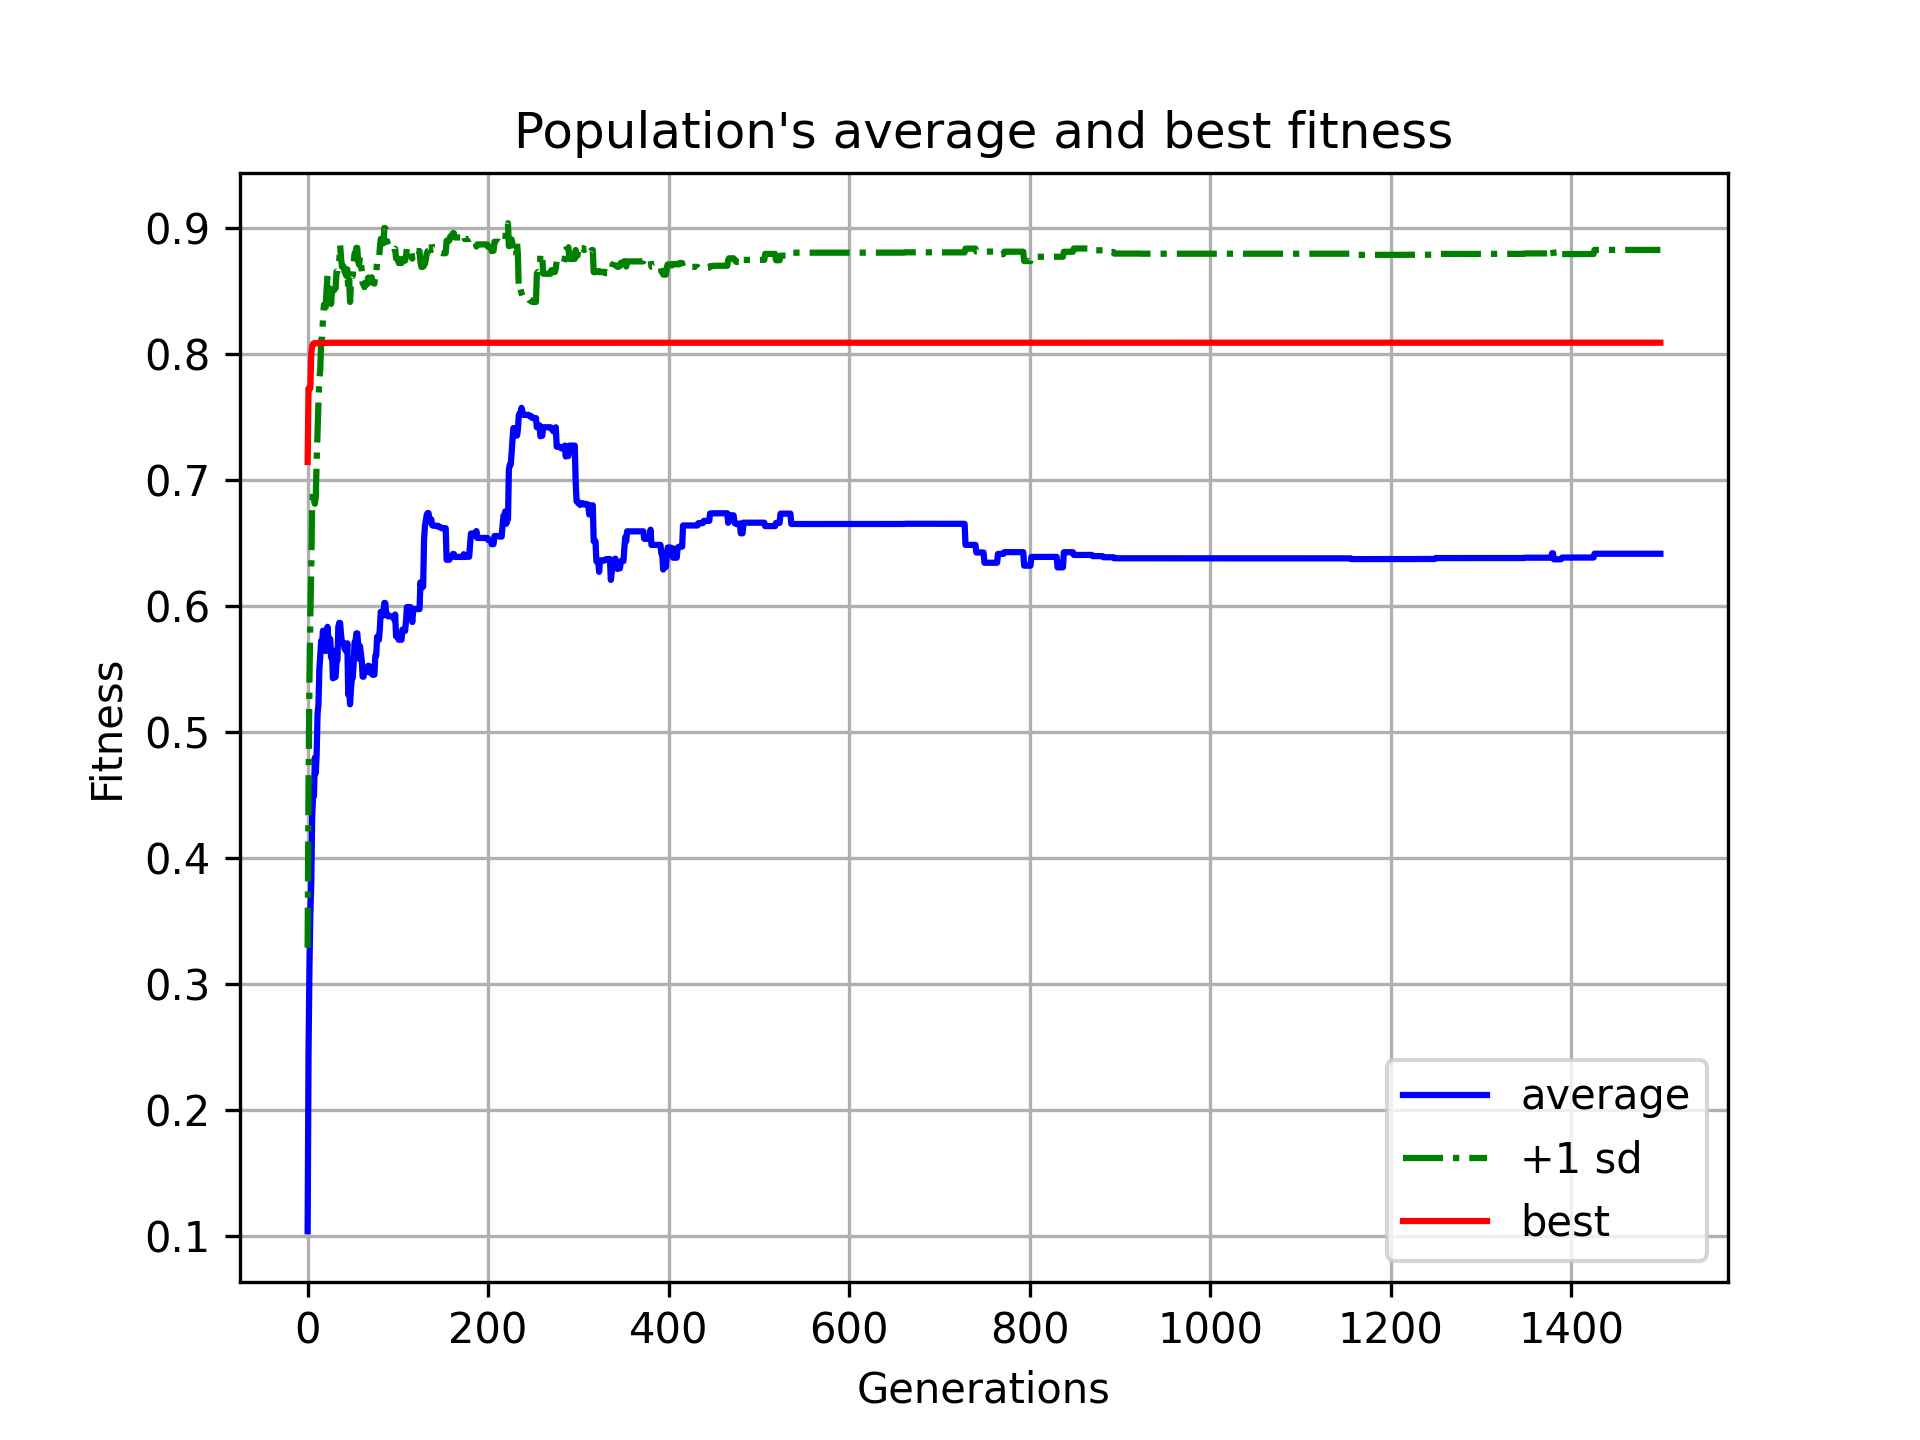 Population's average and best fitness
0.9
0.8
0.7
0.6
0.5
0.4
0.3
0.2
0.1
Fitness
0 200 400 600 800 1000 1200 1400
Generations
average
+1 sd
best